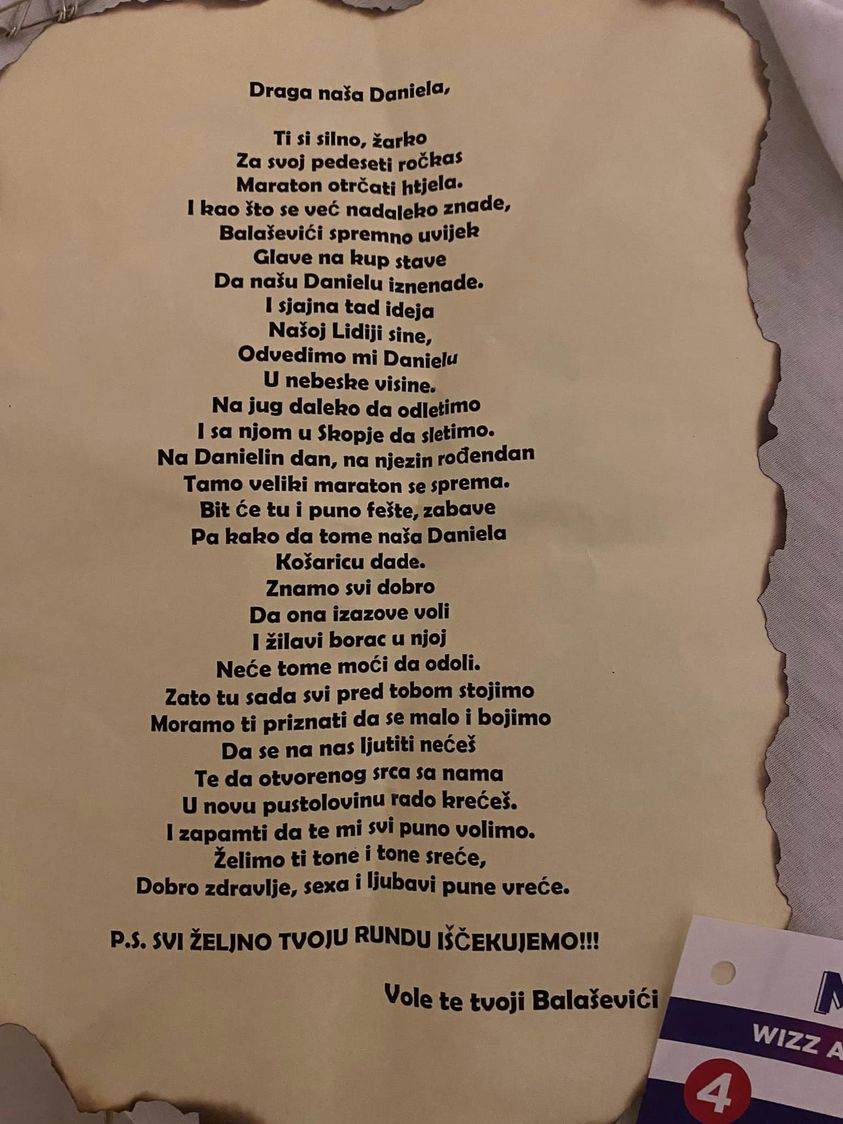 Draga naša Daniela,
Ti si silno, žarko
Za svoj pedeseti ročkas
Maraton otrčati htjela.
I kao što se već nadaleko znade,
Balaševići spremno uvijek
Glave na kup stave
Da našu Danielu iznenade.
I sjajna tad ideja
Našoj Lidiji sine,
Odvedimo mi Danielu
U nebeske visine.
Na jug daleko da odletimo
I sa njom u Skopje da sletimo.
Na Danielin dan, na njezin rođendan
Tamo veliki maraton se sprema.
Bit će tu i puno fešte, zabave
Pa kako da tome naša Daniela
Košaricu dade.
Znamo svi dobro
Da ona izazove voli
I žilavi borac u njoj
Neće tome moći da odoli.
Zato tu sada svi pred tobom stojimo
Moramo ti priznati da se malo i bojimo
Da se na nas ljutiti nećeš
Te da otvorenog srca sa nama
U novu pustolovinu rado krećeš.
I zapamti da te mi svi puno volimo.
Želimo ti tone i tone sreće,
Dobro zdravlje, sexa i ljubavi pune vreće.
P.S. SVI ŽELJNO TVOJU RUNDU IŠČEKUJEMO!!!
Vole te tvoji Balaševići
WIZZ A
4